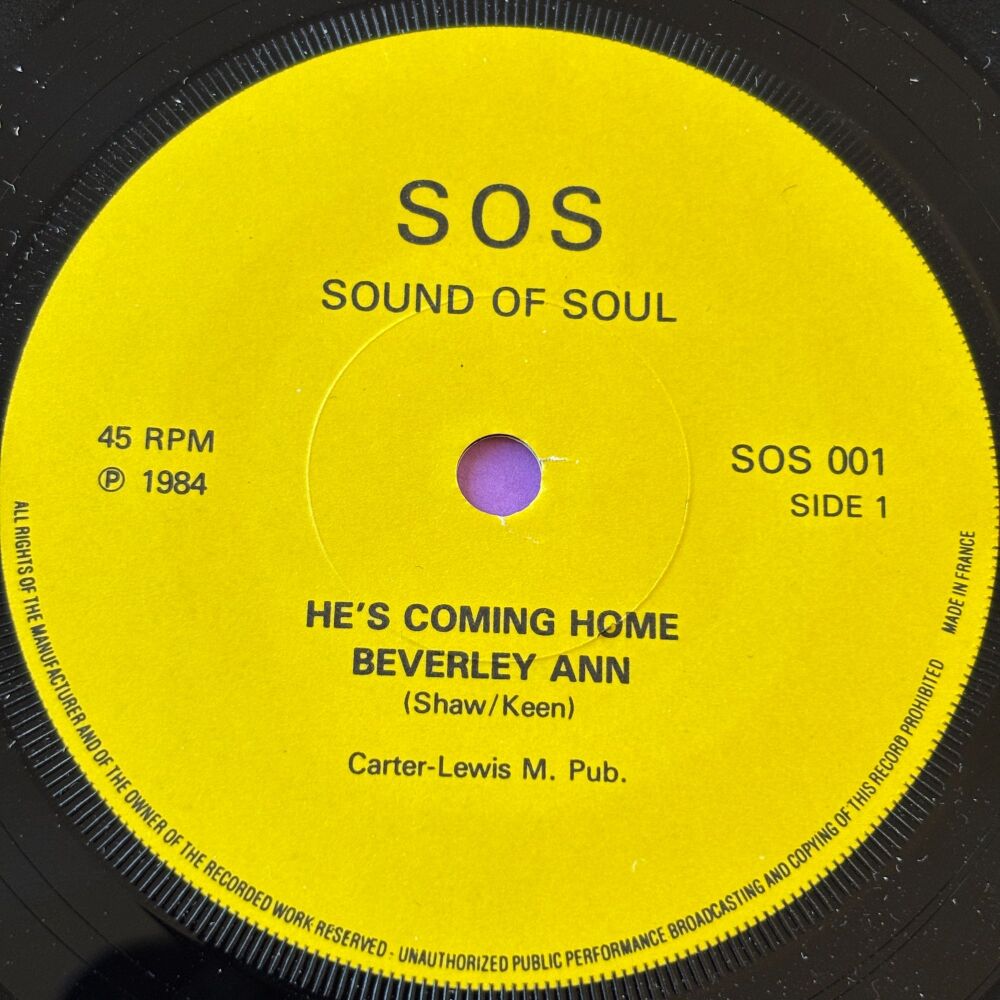 SOS
SOUND OF SOUL
45 RPM
℗ 1984
SOS 001
SIDE 1
HE'S COMING HOME
BEVERLEY ANN
(Shaw/Keen)
Carter-Lewis M. Pub.
ALL RIGHTS OF THE MANUFACTURER AND OF THE OWNER OF THE RECORDED WORK RESERVED - UNAUTHORIZED PUBLIC PERFORMANCE BROADCASTING AND COPYING OF THIS RECORD PROHIBITED
MADE IN FRANCE